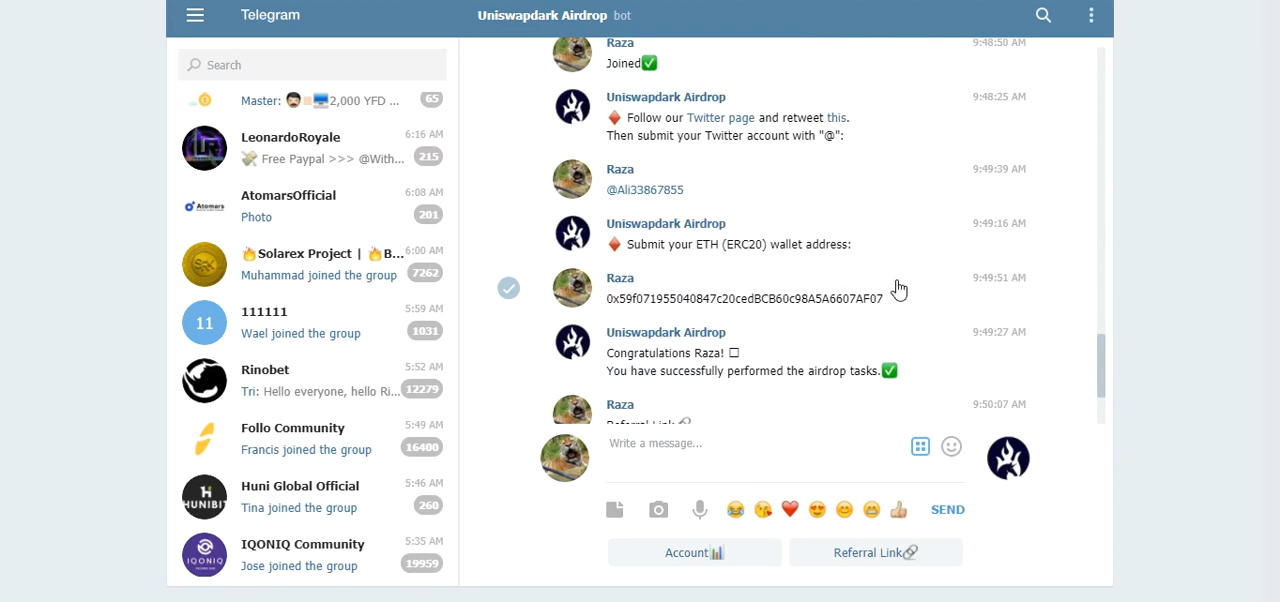 Telegram
Uniswapdark Airdrop bot
Search
Master: 2,000 YFD ...
65
LeonardoRoyale
6:16 AM
Free Paypal >>> @With...
215
AtomarsOfficial
6:08 AM
Atomars
Photo
201
🔥Solarex Project | 🔥B...
6:00 AM
Muhammad joined the group
7262
111111
5:59 AM
11
Wael joined the group
1031
Rinobet
5:52 AM
Tri: Hello everyone, hello Ri...
12279
Follo Community
5:49 AM
Francis joined the group
16400
Huni Global Official
5:46 AM
HUNIBIT
Tina joined the group
260
IQONIQ Community
5:35 AM
IQONIQ
Jose joined the group
19959
Raza
9:48:50 AM
Joined✅
Uniswapdark Airdrop
9:48:25 AM
♦️ Follow our Twitter page and retweet this.
Then submit your Twitter account with "@":
Raza
9:49:39 AM
@Ali33867855
Uniswapdark Airdrop
9:49:16 AM
♦️ Submit your ETH (ERC20) wallet address:
Raza
9:49:51 AM
0x59f071955040847c20cedBCB60c98A5A6607AF07
Uniswapdark Airdrop
9:49:27 AM
Congratulations Raza! ☐
You have successfully performed the airdrop tasks.✅
Raza
9:50:07 AM
Referral Link🔗
Write a message...
😂 😘 ❤️ 😍 😊 😁 👍 SEND
Account📊
Referral Link🔗